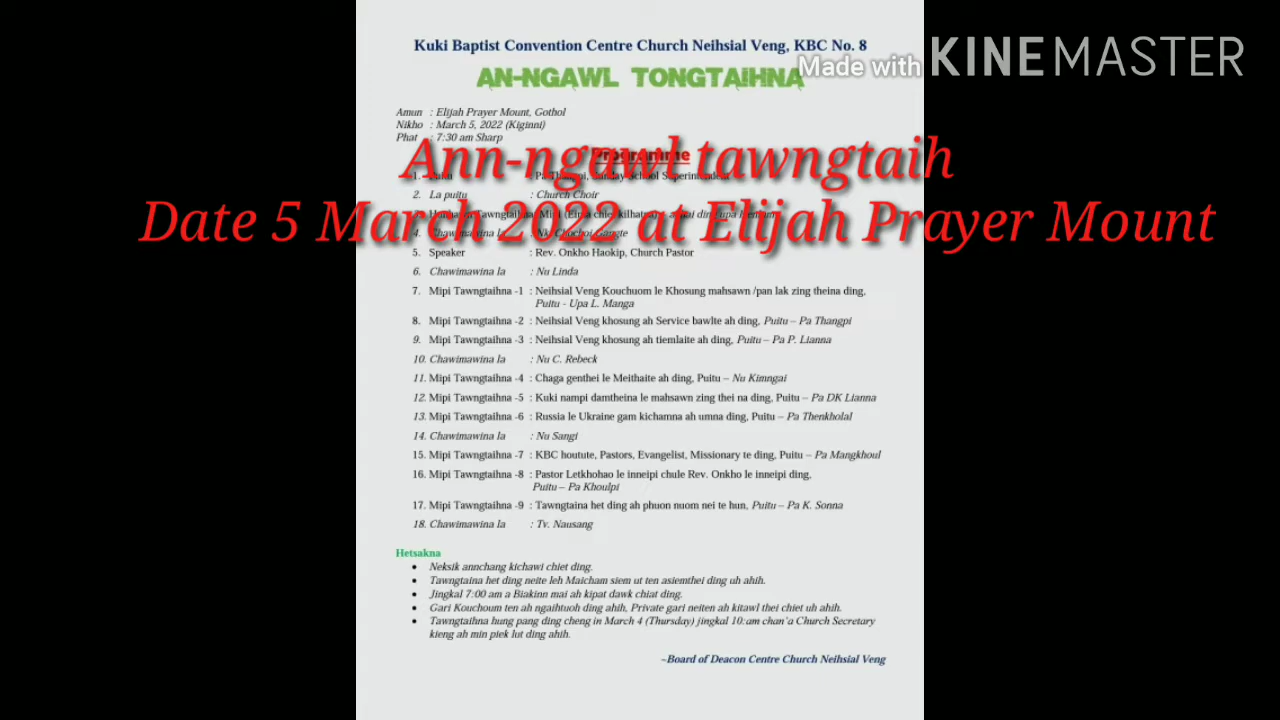 Kuki Baptist Convention Centre Church Neihsial Veng, KBC No. 8
AN-NGAWL TONGTAIHNA
Made with KINEMASTER
Amun : Elijah Prayer Mount, Gothol
Nikho : March 5, 2022 (Kiginni)
Phat : 7:30 am Sharp
Programme
Ann-ngawl tawngtaih
Date 5 March 2022 at Elijah Prayer Mount
1. : Pa Thangpi, Sunday School Superintendent
2. La puitu : Church Choir
3. Tawngtaihna
4. Chawimawina la
5. Speaker : Rev. Onkho Haokip, Church Pastor
6. Chawimawina la : Nu Linda
7. Mipi Tawngtaihna -1 : Neihsial Veng Kouchuom le Khosung mahsawn /pan lak zing theina ding,
Puitu - Upa L. Manga
8. Mipi Tawngtaihna -2 : Neihsial Veng khosung ah Service bawlte ah ding, Puitu – Pa Thangpi
9. Mipi Tawngtaihna -3 : Neihsial Veng khosung ah tiemlaite ah ding, Puitu – Pa P. Lianna
10. Chawimawina la : Nu C. Rebeck
11. Mipi Tawngtaihna -4 : Chaga genthei le Meithaite ah ding, Puitu – Nu Kimngai
12. Mipi Tawngtaihna -5 : Kuki nampi damtheina le mahsawn zing thei na ding, Puitu – Pa DK Lianna
13. Mipi Tawngtaihna -6 : Russia le Ukraine gam kichamna ah umna ding, Puitu – Pa Thenkholal
14. Chawimawina la : Nu Sangi
15. Mipi Tawngtaihna -7 : KBC houtute, Pastors, Evangelist, Missionary te ding, Puitu – Pa Mangkhoul
16. Mipi Tawngtaihna -8 : Pastor Letkhohao le inneipi chule Rev. Onkho le inneipi ding,
Puitu – Pa Khoulpi
17. Mipi Tawngtaihna -9 : Tawngtaina het ding ah phuon nuom nei te hun, Puitu – Pa K. Sonna
18. Chawimawina la : Tv. Nausang
Hetsakna
• Neksik annchang kichawi chiet ding.
• Tawngtaina het ding neite leh Maicham siem ut ten asiemthei ding uh ahih.
• Jingkal 7:00 am a Biakinn mai ah kipat dawk chiat ding.
• Gari Kouchoum ten ah ngaihtuoh ding ahih, Private gari neiten ah kitawl thei chiet uh ahih.
• Tawngtaihna hung pang ding cheng in March 4 (Thursday) jingkal 10:am chan'a Church Secretary
kieng ah min piek lut ding ahih.
~Board of Deacon Centre Church Neihsial Veng